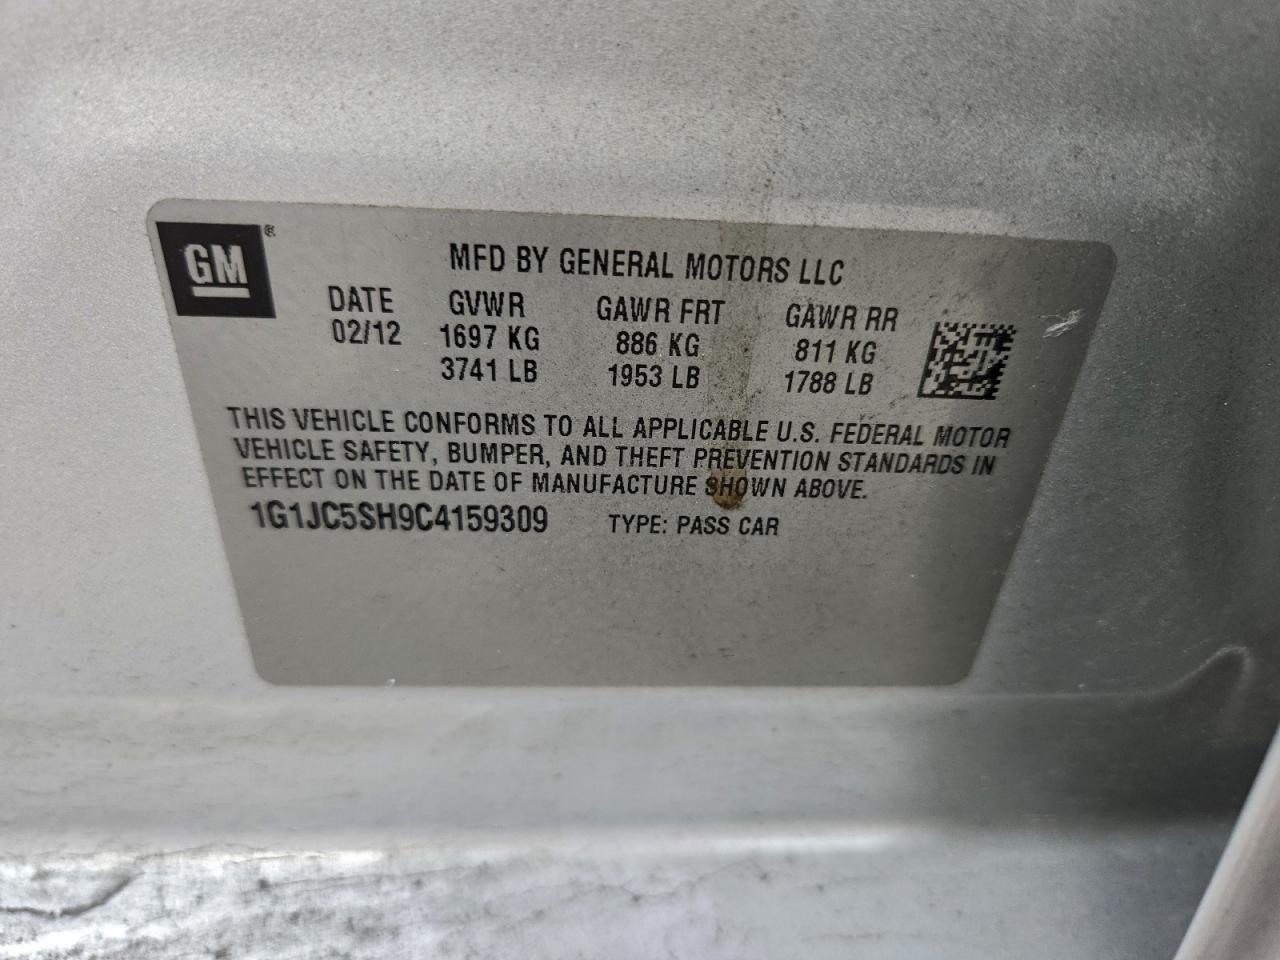 GM®
MFD BY GENERAL MOTORS LLC
DATE GVWR GAWR FRT GAWR RR
02/12 1697 KG 886 KG 811 KG
3741 LB 1953 LB 1788 LB
THIS VEHICLE CONFORMS TO ALL APPLICABLE U.S. FEDERAL MOTOR
VEHICLE SAFETY, BUMPER, AND THEFT PREVENTION STANDARDS IN
EFFECT ON THE DATE OF MANUFACTURE SHOWN ABOVE.
1G1JC5SH9C4159309 TYPE: PASS CAR